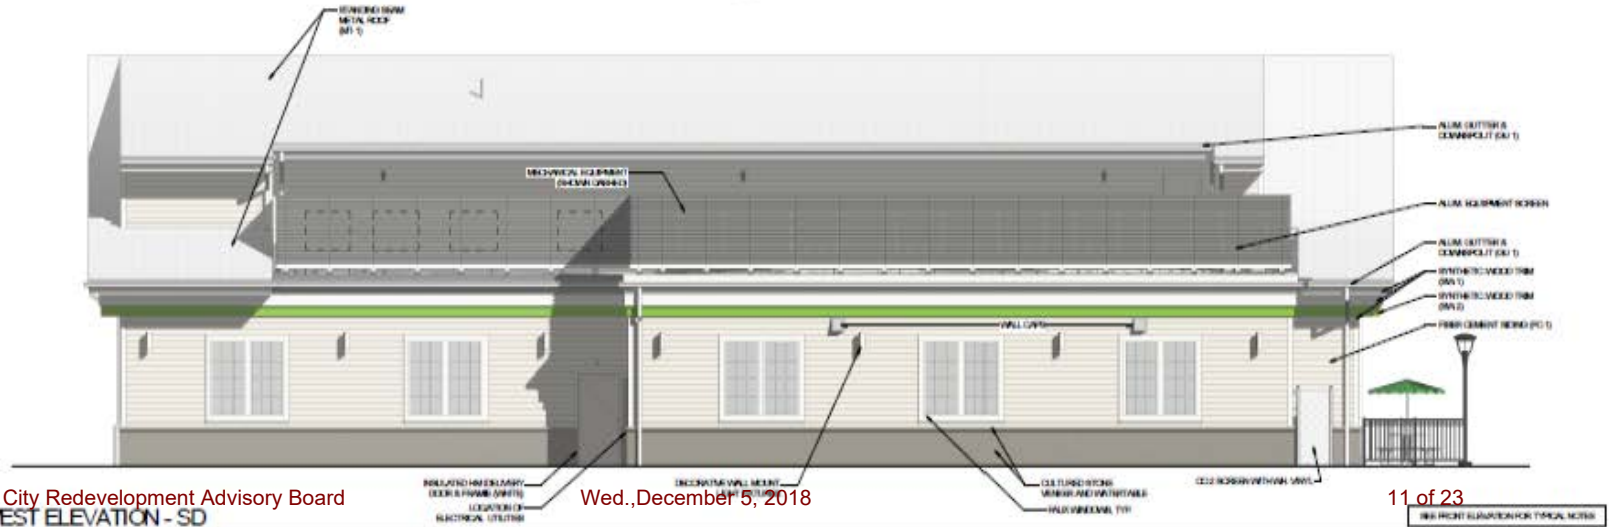 STANDING SEAM
METAL ROOF
(MT-1)
ALUM. GUTTER &
DOWNSPOUT (GU 1)
MECHANICAL EQUIPMENT
(SHOWN DASHED)
ALUM. EQUIPMENT SCREEN
ALUM. GUTTER &
DOWNSPOUT (GU 1)
SYNTHETIC WOOD TRIM
(WA 1)
SYNTHETIC WOOD TRIM
(WA 2)
WALL CAPS
FIBER CEMENT SIDING (FC 1)
INSULATED HM DELIVERY
DOOR & FRAME (WHITE)
LOCATION OF
ELECTRICAL UTILITIES
DECORATIVE WALL MOUNT
LIGHT FIXTURE
CULTURED STONE
VENEER AND WATERTABLE
FAUX WINDOWS, TYP.
CO2 SCREEN WITH WH. VINYL
City Redevelopment Advisory Board
Wed.,December 5, 2018
11 of 23
EST ELEVATION - SD
SEE FRONT ELEVATION FOR TYPICAL NOTES